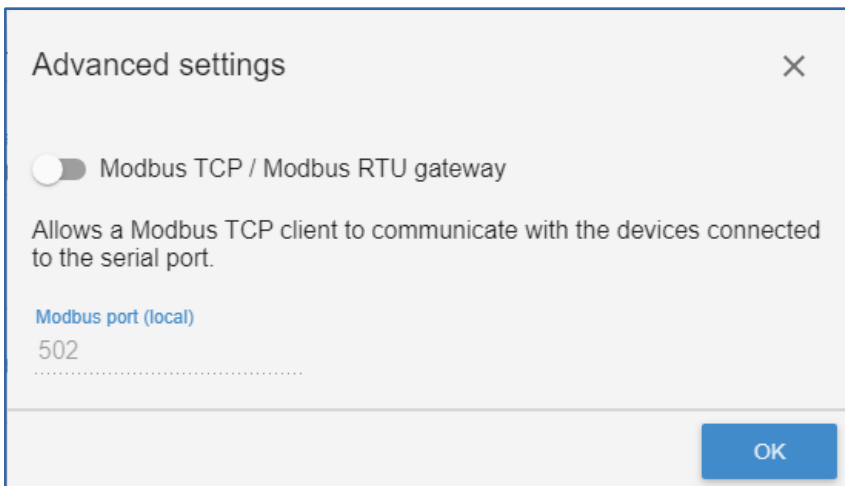 Advanced settings
Modbus TCP / Modbus RTU gateway
Allows a Modbus TCP client to communicate with the devices connected
to the serial port.
Modbus port (local)
502
OK